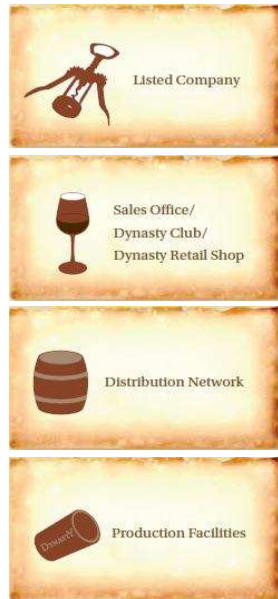 Listed Company
Sales Office/
Dynasty Club/
Dynasty Retail Shop
Distribution Network
DYNASTY
Production Facilities